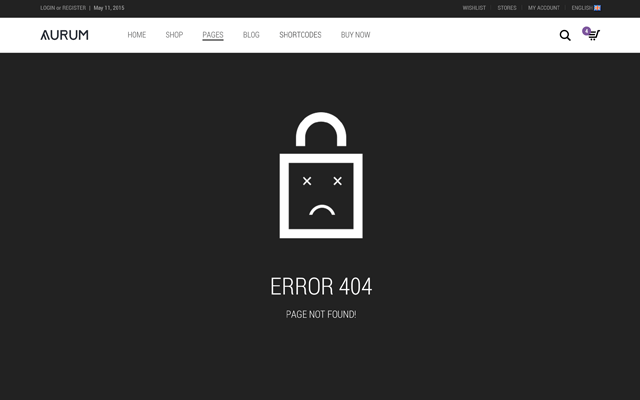 LOGIN or REGISTER | May 11, 2015
WISHLIST STORES MY ACCOUNT ENGLISH
AURUM HOME SHOP PAGES BLOG SHORTCODES BUY NOW 4
ERROR 404
PAGE NOT FOUND!